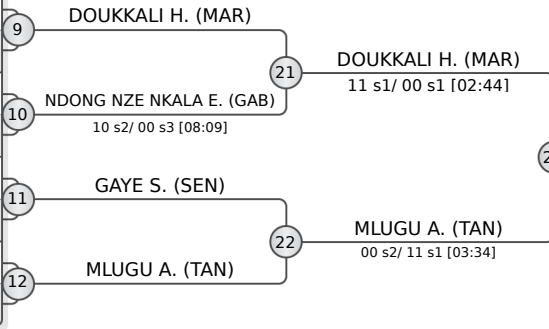 DOUKKALI H. (MAR)
9
DOUKKALI H. (MAR)
21
11 s1/ 00 s1 [02:44]
NDONG NZE NKALA E. (GAB)
10
10 s2/ 00 s3 [08:09]
GAYE S. (SEN)
11
MLUGU A. (TAN)
22
00 s2/ 11 s1 [03:34]
MLUGU A. (TAN)
12